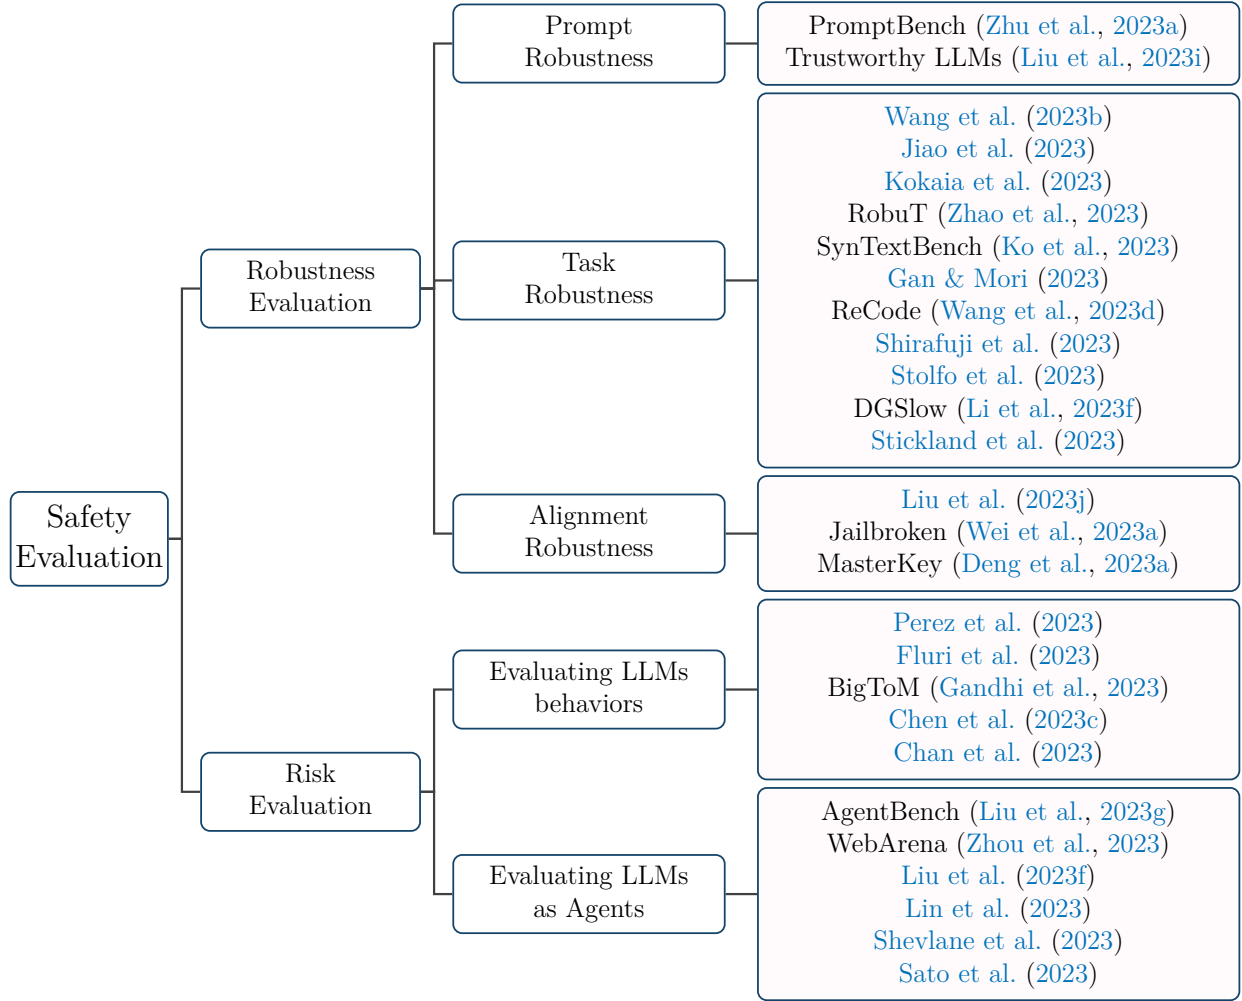 Safety
Evaluation
Robustness
Evaluation
Prompt
Robustness
PromptBench (Zhu et al., 2023a)
Trustworthy LLMs (Liu et al., 2023i)
Task
Robustness
Wang et al. (2023b)
Jiao et al. (2023)
Kokaia et al. (2023)
RobuT (Zhao et al., 2023)
SynTextBench (Ko et al., 2023)
Gan & Mori (2023)
ReCode (Wang et al., 2023d)
Shirafuji et al. (2023)
Stolfo et al. (2023)
DGSlow (Li et al., 2023f)
Stickland et al. (2023)
Alignment
Robustness
Liu et al. (2023j)
Jailbroken (Wei et al., 2023a)
MasterKey (Deng et al., 2023a)
Risk
Evaluation
Evaluating LLMs
behaviors
Perez et al. (2023)
Fluri et al. (2023)
BigToM (Gandhi et al., 2023)
Chen et al. (2023c)
Chan et al. (2023)
Evaluating LLMs
as Agents
AgentBench (Liu et al., 2023g)
WebArena (Zhou et al., 2023)
Liu et al. (2023f)
Lin et al. (2023)
Shevlane et al. (2023)
Sato et al. (2023)